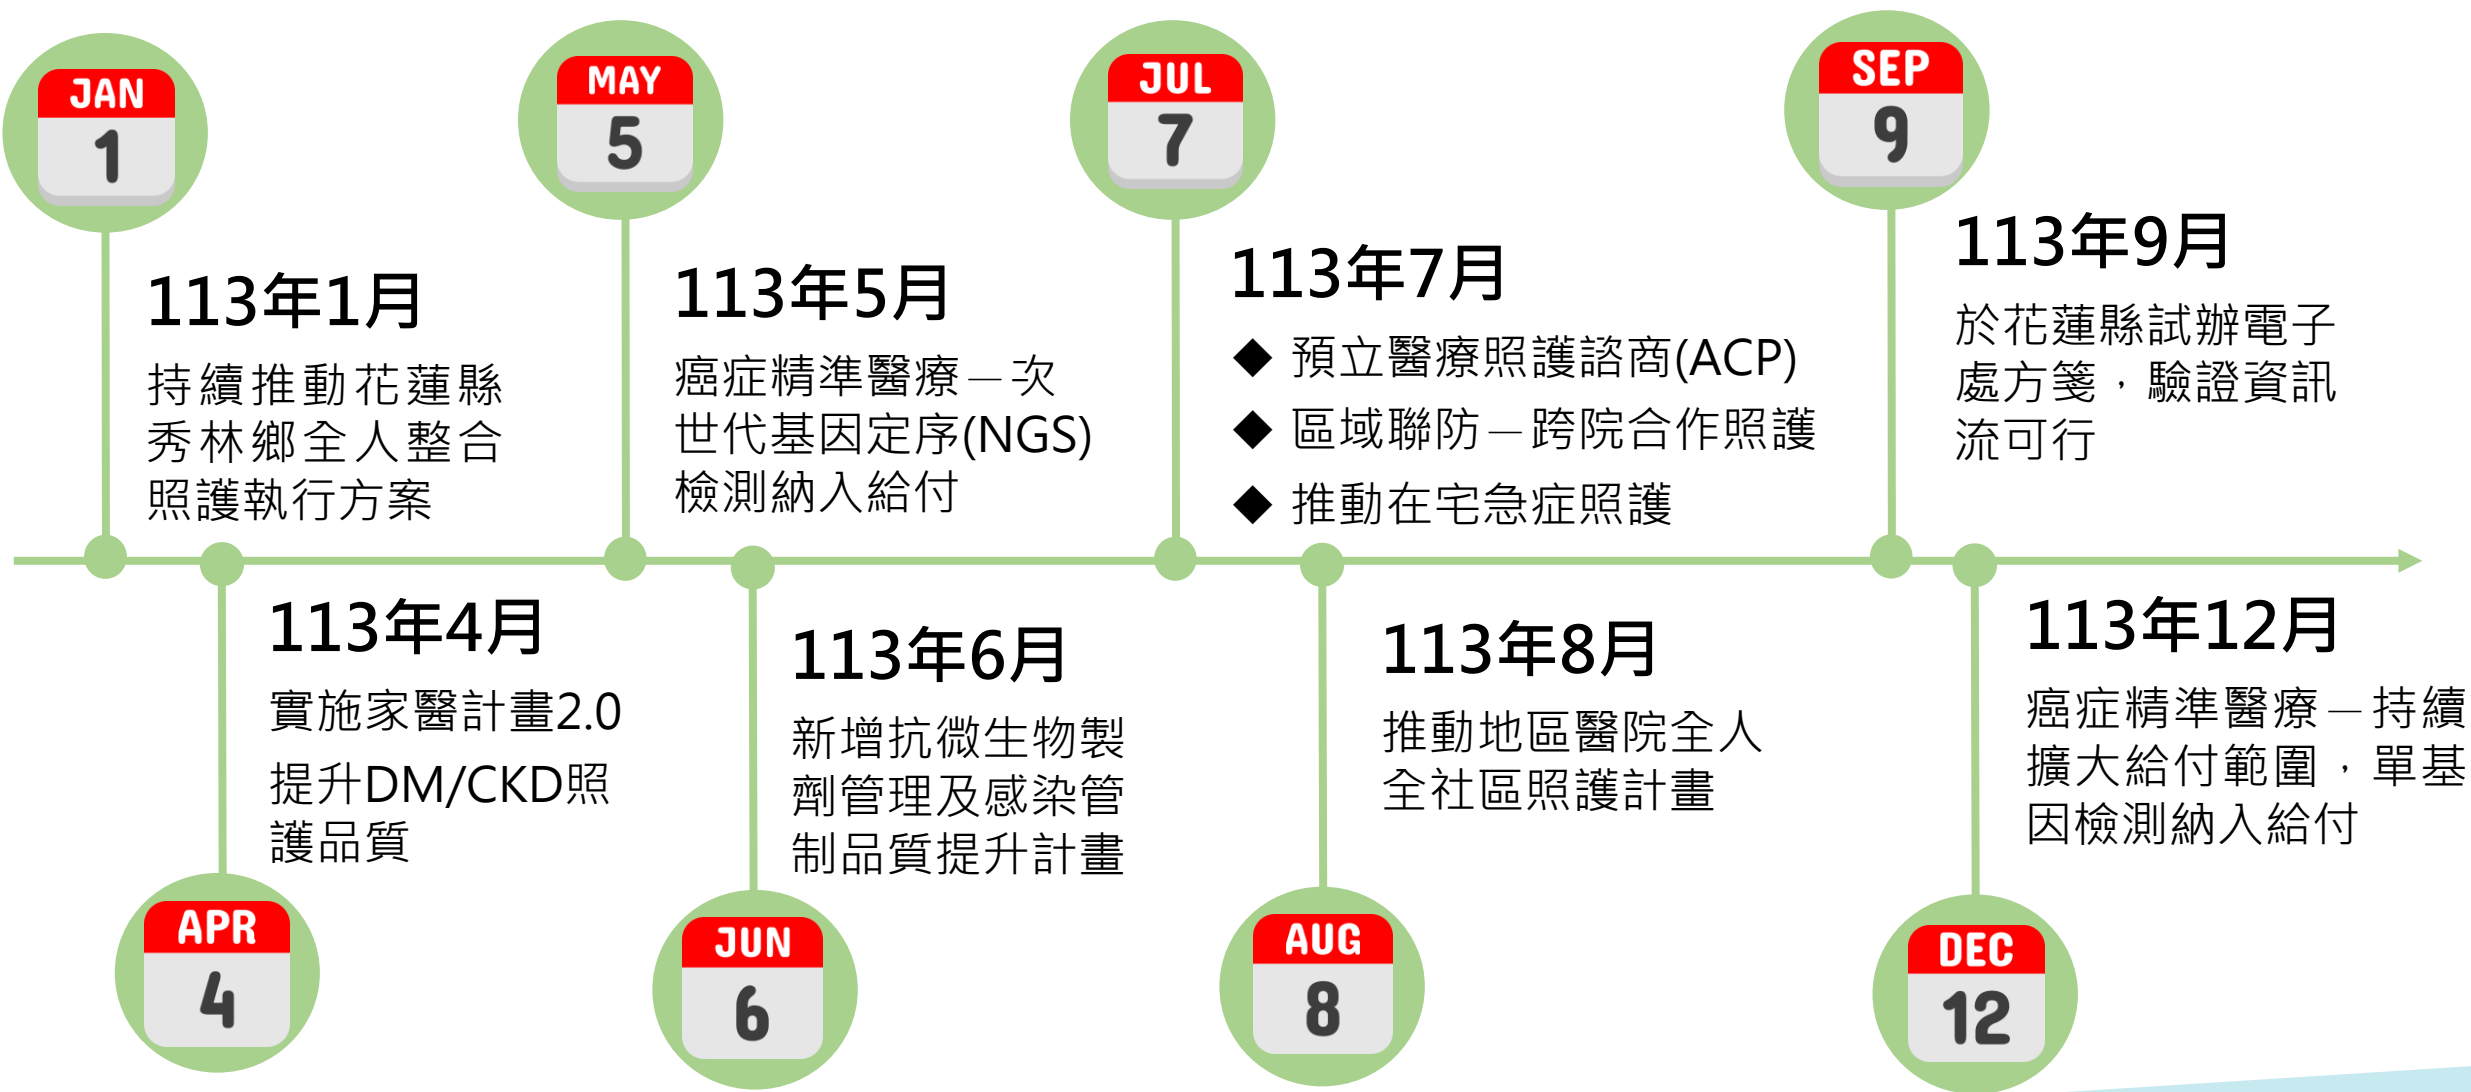 JAN
1
113年1月
持續推動花蓮縣
秀林鄉全人整合
照護執行方案
APR
4
113年4月
實施家醫計畫2.0
提升DM/CKD照
護品質
MAY
5
113年5月
癌症精準醫療—次
世代基因定序(NGS)
檢測納入給付
JUN
6
113年6月
新增抗微生物製
劑管理及感染管
制品質提升計畫
JUL
7
113年7月
◆ 預立醫療照護諮商(ACP)
◆ 區域聯防—跨院合作照護
◆ 推動在宅急症照護
AUG
8
113年8月
推動地區醫院全人
全社區照護計畫
SEP
9
113年9月
於花蓮縣試辦電子
處方箋，驗證資訊
流可行
DEC
12
113年12月
癌症精準醫療—持續
擴大給付範圍，單基
因檢測納入給付